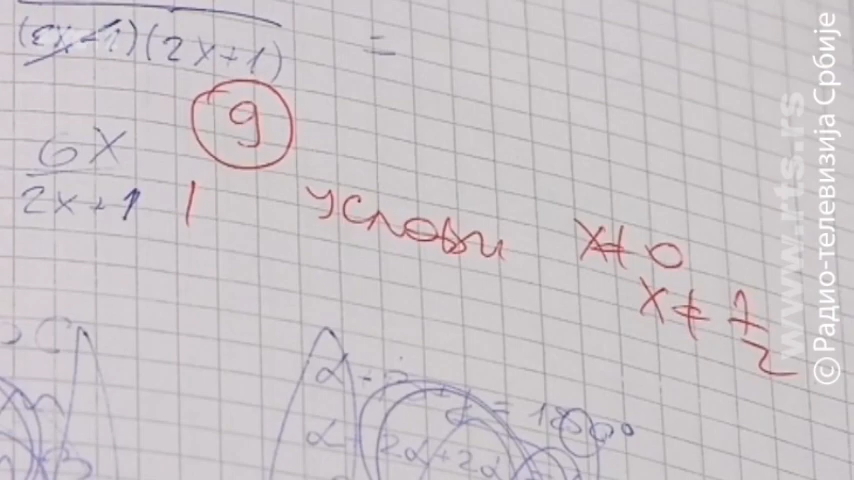 (2x-1)(2x+1) =
9
6x
2x+1
услови x≠0
x≠ 1/2
= 180°
2α+2α
www.rts.rs
© Радио-телевизија Србије